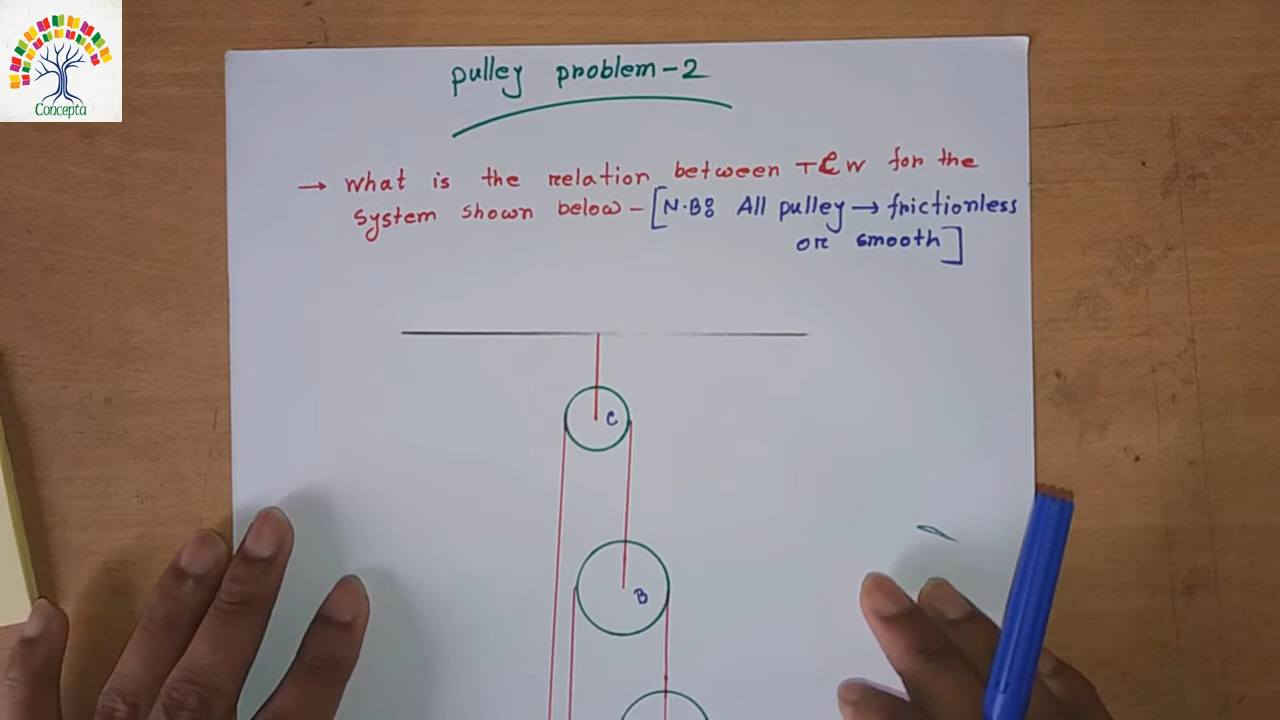 Concepta
pulley problem-2
→ What is the relation between T & W for the
system shown below - [N.B: All pulley → frictionless
or smooth]
C
B